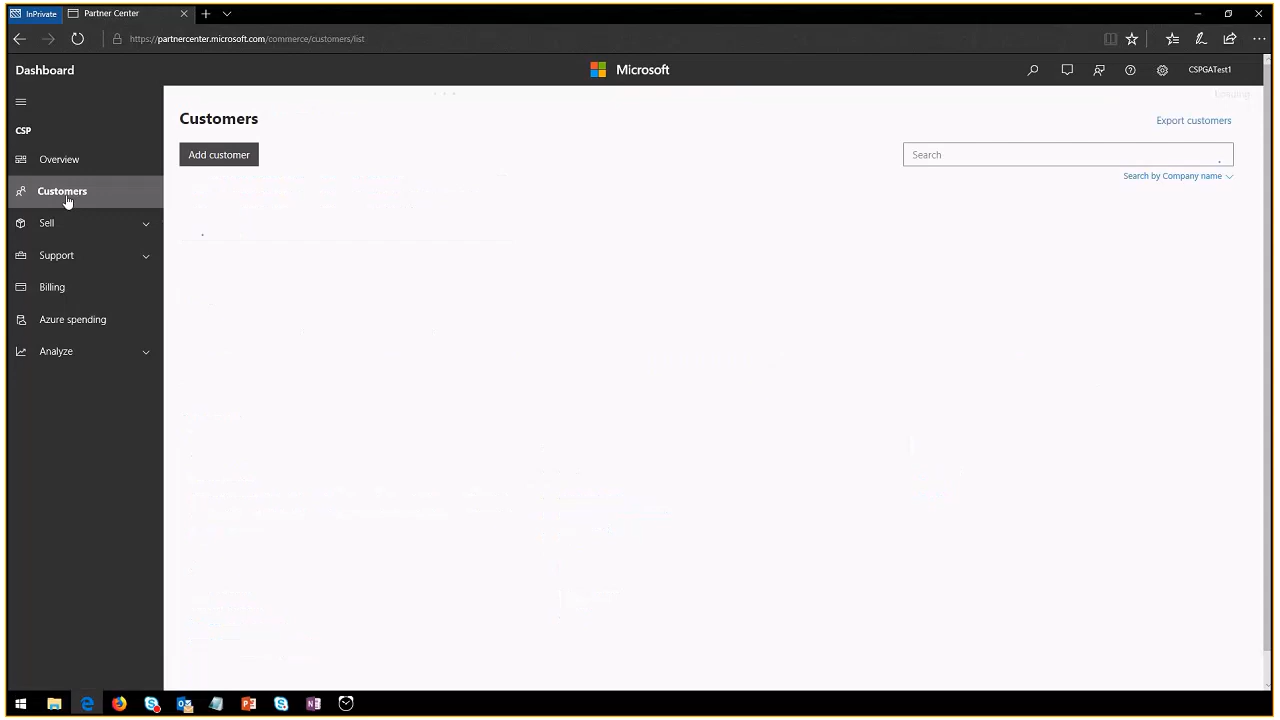 InPrivate
Partner Center
https://partnercenter.microsoft.com/commerce/customers/list
Dashboard
Microsoft
CSPGATest1
CSP
Overview
Customers
Sell
Support
Billing
Azure spending
Analyze
Customers
Export customers
Add customer
Search
Search by Company name